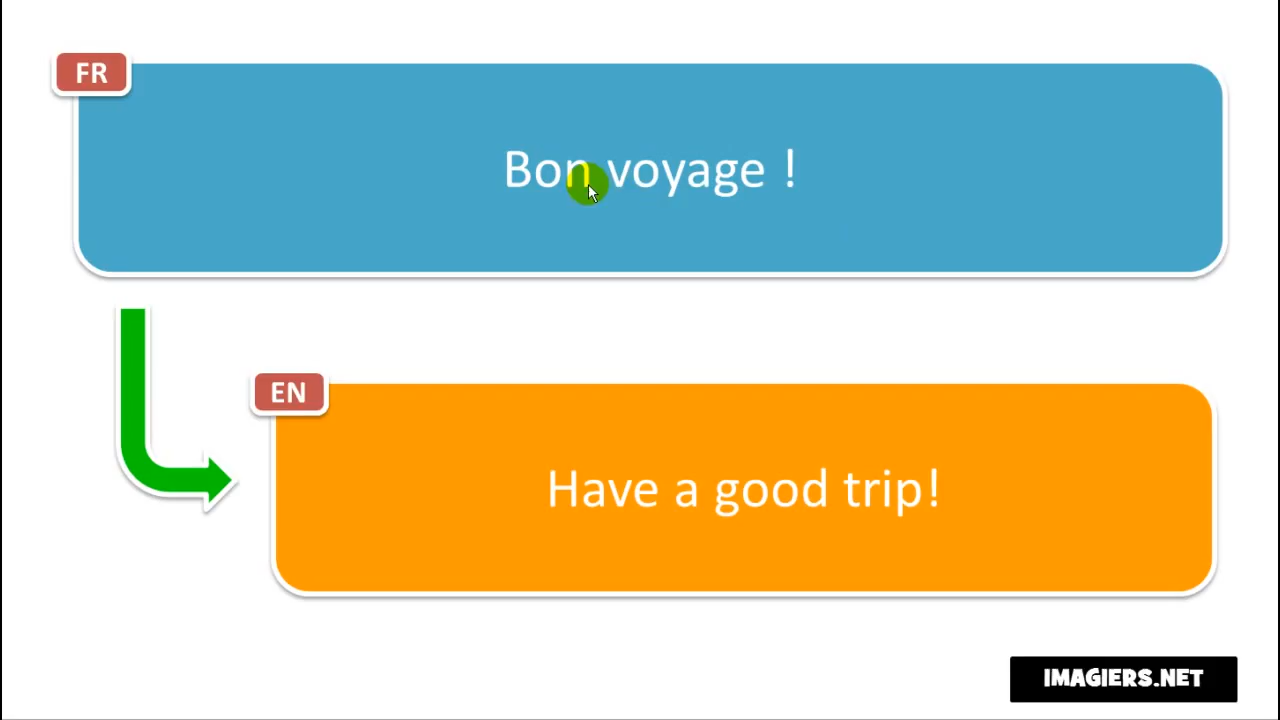 FR
Bon voyage !
EN
Have a good trip!
IMAGIERS.NET